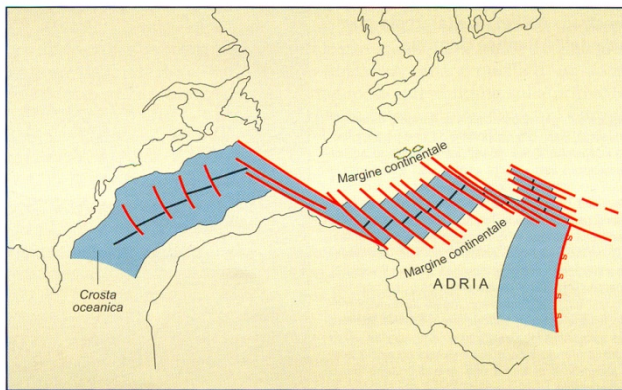 Margine continentale
Margine continentale
ADRIA
Crosta
oceanica